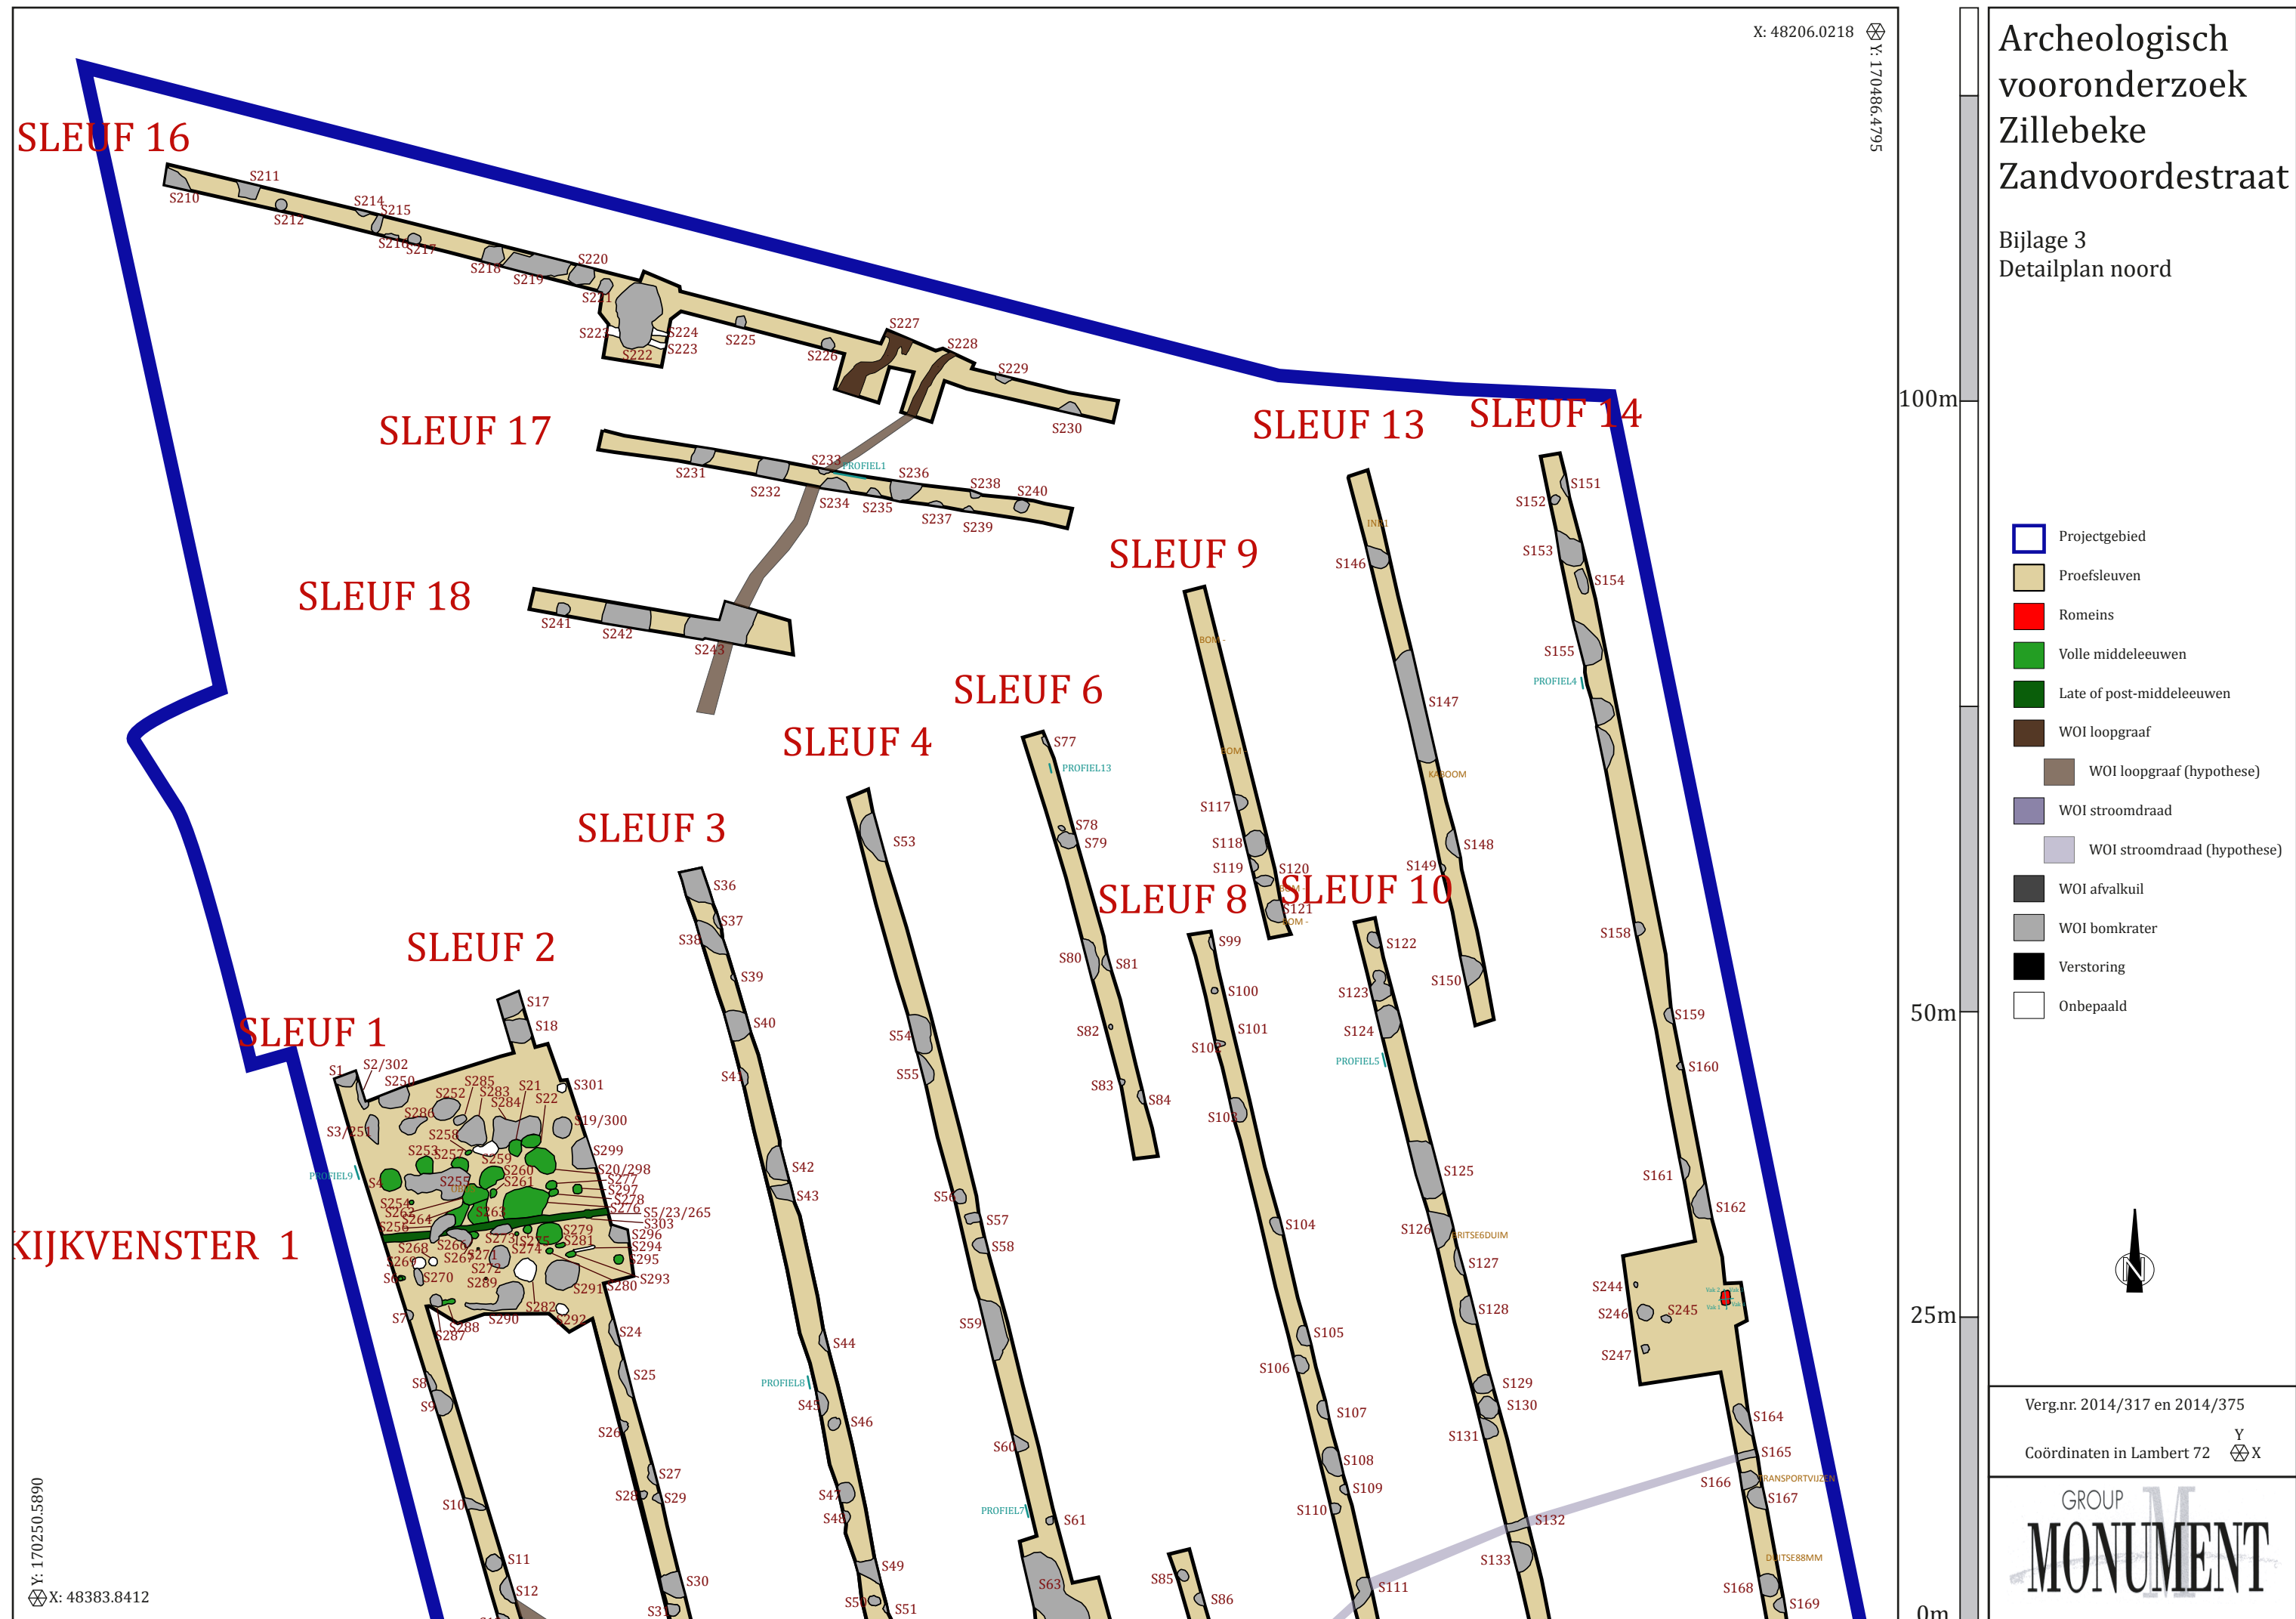 X: 48206.0218
Y: 170486.4795
Archeologisch
vooronderzoek
Zillebeke
Zandvoordestraat
Bijlage 3
Detailplan noord
Projectgebied
Proefsleuven
Romeins
Volle middeleeuwen
Late of post-middeleeuwen
WOI loopgraaf
WOI loopgraaf (hypothese)
WOI stroomdraad
WOI stroomdraad (hypothese)
WOI afvalkuil
WOI bomkrater
Verstoring
Onbepaald
N
Verg.nr. 2014/317 en 2014/375
Coördinaten in Lambert 72
Y
X
GROUP
MONUMENT
100m
50m
25m
0m
SLEUF 16
S210
S211
S212
S214
S215
S216
S217
S218
S219
S220
S221
S222
S223
S224
S223
S225
S226
S227
S228
S229
S230
SLEUF 17
S231
S232
S233
PROFIEL1
S234
S235
S236
S237
S238
S239
S240
SLEUF 18
S241
S242
S243
SLEUF 13
S146
S147
KABOOM
S148
S149
S150
SLEUF 14
S151
S152
S153
S154
S155
PROFIEL4
S158
S159
S160
S161
S162
S244
S245
S246
S247
S164
S165
S166
TRANSPORTVIJZEN
S167
DUITSE88MM
S168
S169
SLEUF 9
BOM -
BOM -
S117
S118
S119
S120
BOM -
S121
BOM -
SLEUF 6
S77
PROFIEL13
S78
S79
S80
S81
S82
S83
S84
SLEUF 8
S99
S100
S101
S102
S103
S104
S105
S106
S107
S108
S109
S110
S111
SLEUF 10
S122
S123
S124
PROFIEL5
S125
S126
BRITSE6DUIM
S127
S128
S129
S130
S131
S132
S133
SLEUF 4
S53
S54
S55
S56
S57
S58
S59
S60
PROFIEL7
S61
S63
S85
S86
SLEUF 3
S36
S37
S38
S39
S40
S41
S42
S43
S44
PROFIEL8
S45
S46
S47
S48
S49
S50
S51
SLEUF 2
S17
S18
SLEUF 1
S1
S2/302
S250
S252
S285
S283
S284
S21
S22
S301
S286
S3/251
S258
S19/300
S253
S257
S259
S299
PROFIEL9
S4
S255
S260
S261
S20/298
S277
S297
S278
S276
S254
S262
S264
S263
S256
S5/23/265
S303
KIJKVENSTER 1
S268
S266
S273
S275
S279
S281
S296
S294
S269
S267
S271
S274
S295
S6
S270
S272
S289
S293
S280
S291
S282
S292
S7
S287
S288
S290
S24
S25
S8
S9
S26
S27
S28
S29
S10
S11
S12
S30
S31
Y: 170250.5890
X: 48383.8412